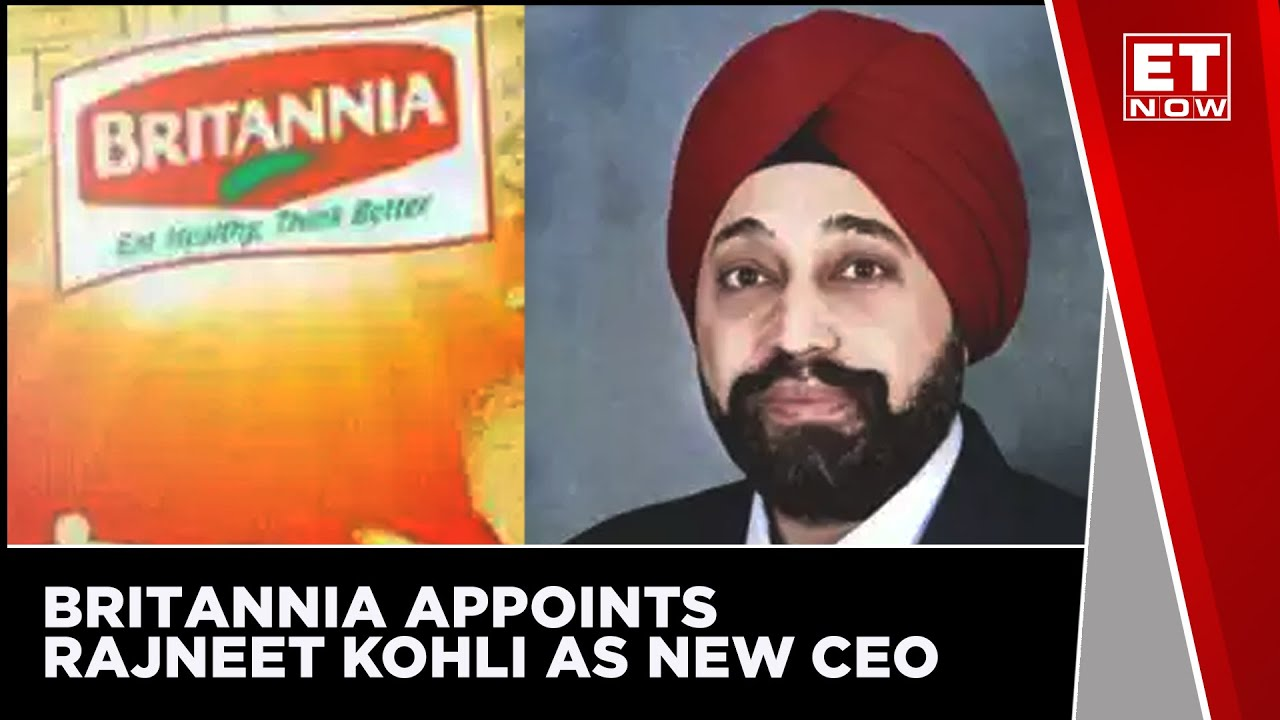 BRITANNIA
Eat Healthy, Think Better
ET
NOW
BRITANNIA APPOINTS
RAJNEET KOHLI AS NEW CEO